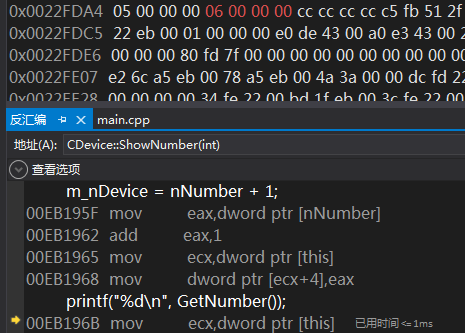 0x0022FDA4 05 00 00 00 06 00 00 00 cc cc cc cc c5 fb 51 2f
0x0022FDC5 22 eb 00 01 00 00 00 e0 de 43 00 a0 e3 43 00 2
0x0022FDE6 00 00 00 80 fd 7f 00 00 00 00 00 00 00 00 00 00
0x0022FE07 e2 6c a5 eb 00 78 a5 eb 00 4a 3a 00 00 dc fd 22
0x0022FE28 00 00 00 00 34 fe 22 00 bd 1f eb 00 3c fe 22 00
反汇编 main.cpp
地址(A): CDevice::ShowNumber(int)
查看选项
m_nDevice = nNumber + 1;
00EB195F mov eax,dword ptr [nNumber]
00EB1962 add eax,1
00EB1965 mov ecx,dword ptr [this]
00EB1968 mov dword ptr [ecx+4],eax
printf("%d\n", GetNumber());
00EB196B mov ecx,dword ptr [this] 已用时间<=1ms